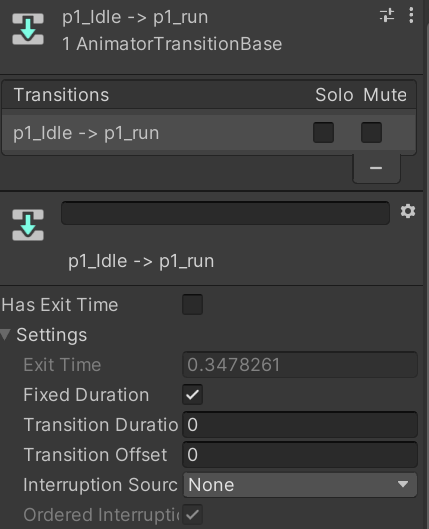 p1_Idle -> p1_run
1 AnimatorTransitionBase
Transitions Solo Mute
p1_Idle -> p1_run
p1_Idle -> p1_run
Has Exit Time
Settings
Exit Time 0.3478261
Fixed Duration
Transition Duratio 0
Transition Offset 0
Interruption Sourc None
Ordered Interrupti